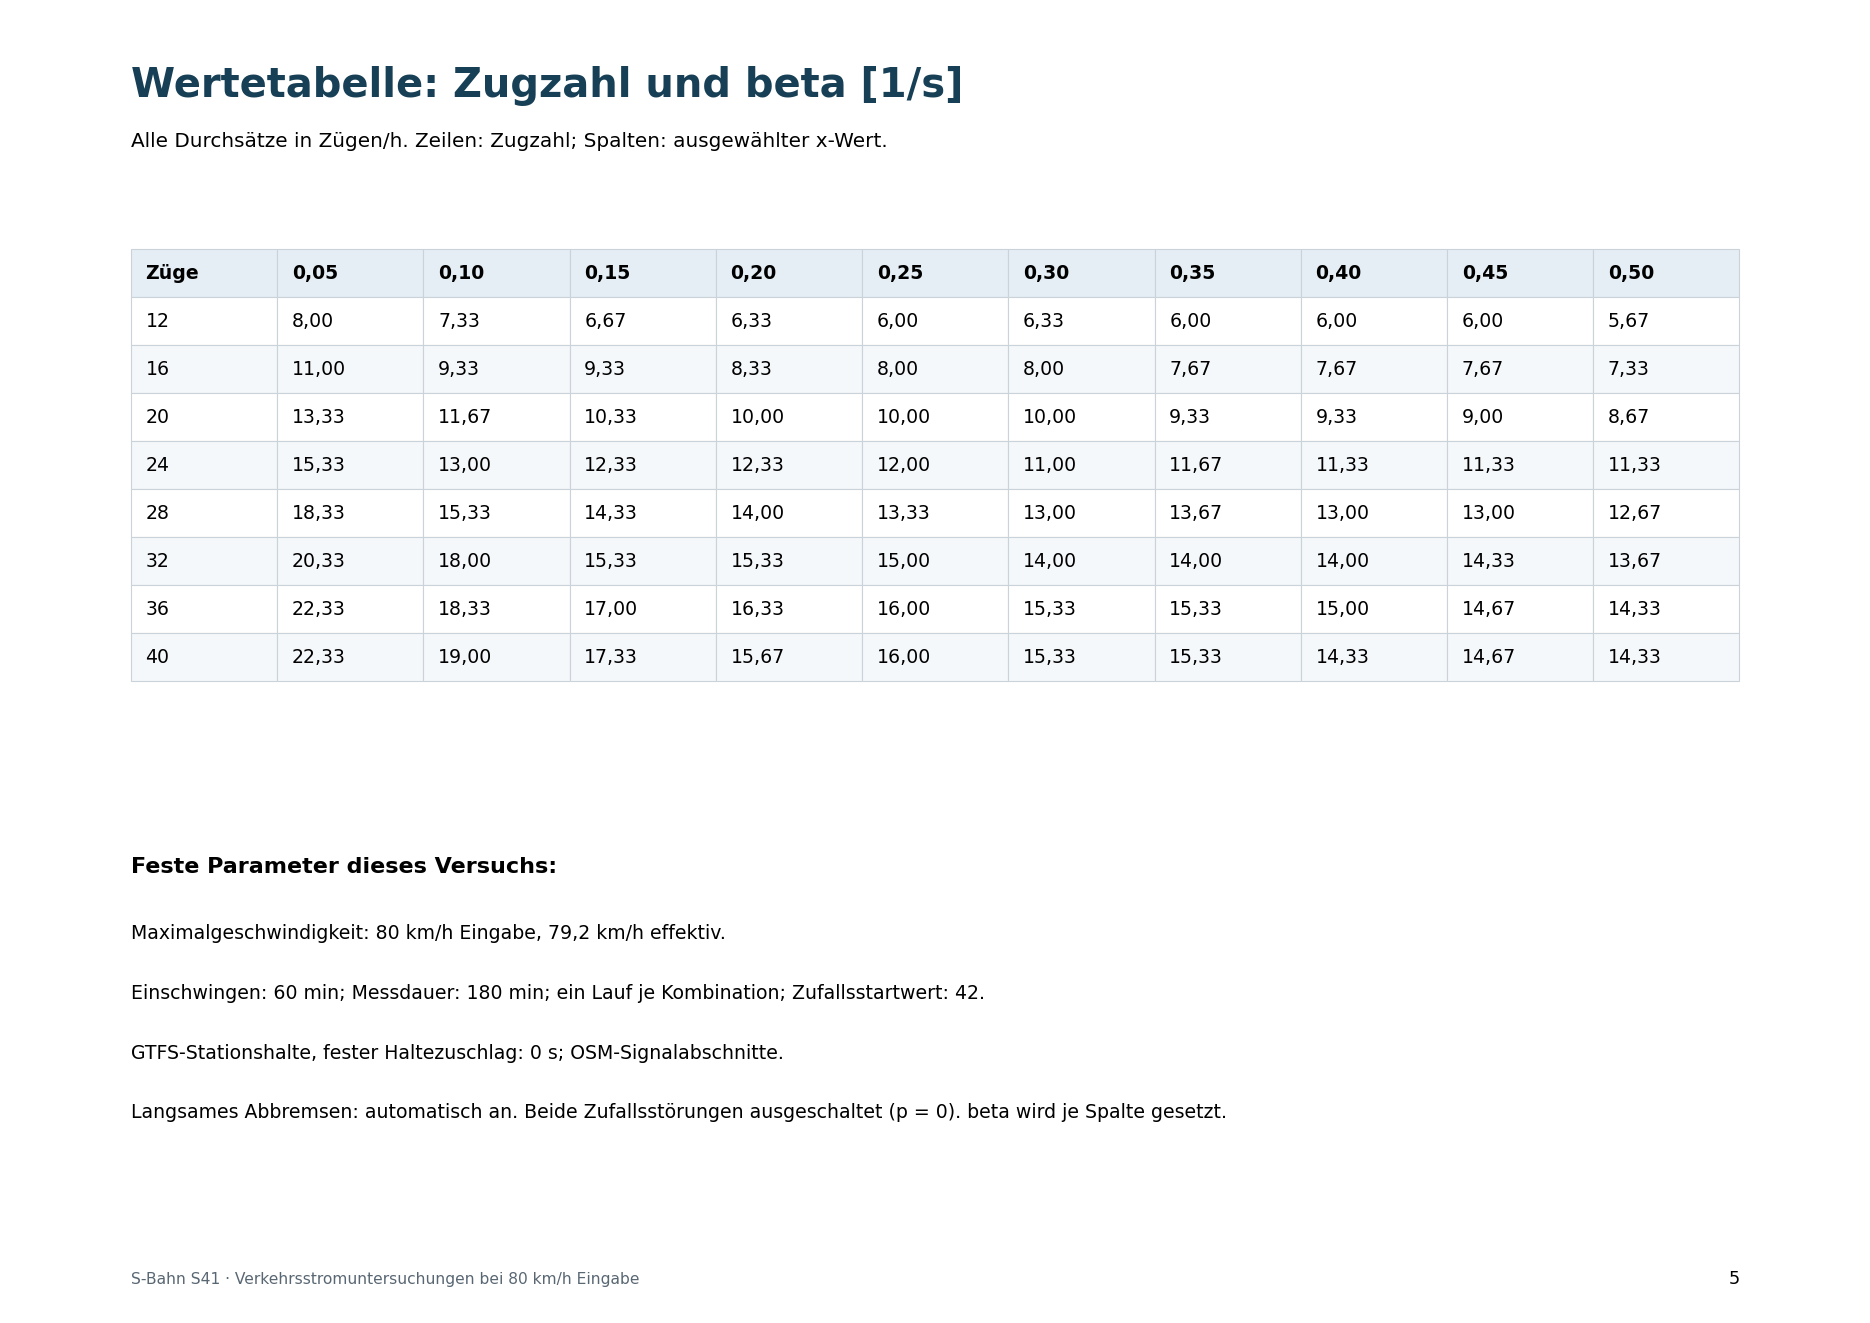 Wertetabelle: Zugzahl und beta [1/s]
Alle Durchsätze in Zügen/h. Zeilen: Zugzahl; Spalten: ausgewählter x-Wert.
Züge 0,05 0,10 0,15 0,20 0,25 0,30 0,35 0,40 0,45 0,50
12 8,00 7,33 6,67 6,33 6,00 6,33 6,00 6,00 6,00 5,67
16 11,00 9,33 9,33 8,33 8,00 8,00 7,67 7,67 7,67 7,33
20 13,33 11,67 10,33 10,00 10,00 10,00 9,33 9,33 9,00 8,67
24 15,33 13,00 12,33 12,33 12,00 11,00 11,67 11,33 11,33 11,33
28 18,33 15,33 14,33 14,00 13,33 13,00 13,67 13,00 13,00 12,67
32 20,33 18,00 15,33 15,33 15,00 14,00 14,00 14,00 14,33 13,67
36 22,33 18,33 17,00 16,33 16,00 15,33 15,33 15,00 14,67 14,33
40 22,33 19,00 17,33 15,67 16,00 15,33 15,33 14,33 14,67 14,33
Feste Parameter dieses Versuchs:
Maximalgeschwindigkeit: 80 km/h Eingabe, 79,2 km/h effektiv.
Einschwingen: 60 min; Messdauer: 180 min; ein Lauf je Kombination; Zufallsstartwert: 42.
GTFS-Stationshalte, fester Haltezuschlag: 0 s; OSM-Signalabschnitte.
Langsames Abbremsen: automatisch an. Beide Zufallsstörungen ausgeschaltet (p = 0). beta wird je Spalte gesetzt.
S-Bahn S41 · Verkehrsstromuntersuchungen bei 80 km/h Eingabe 5